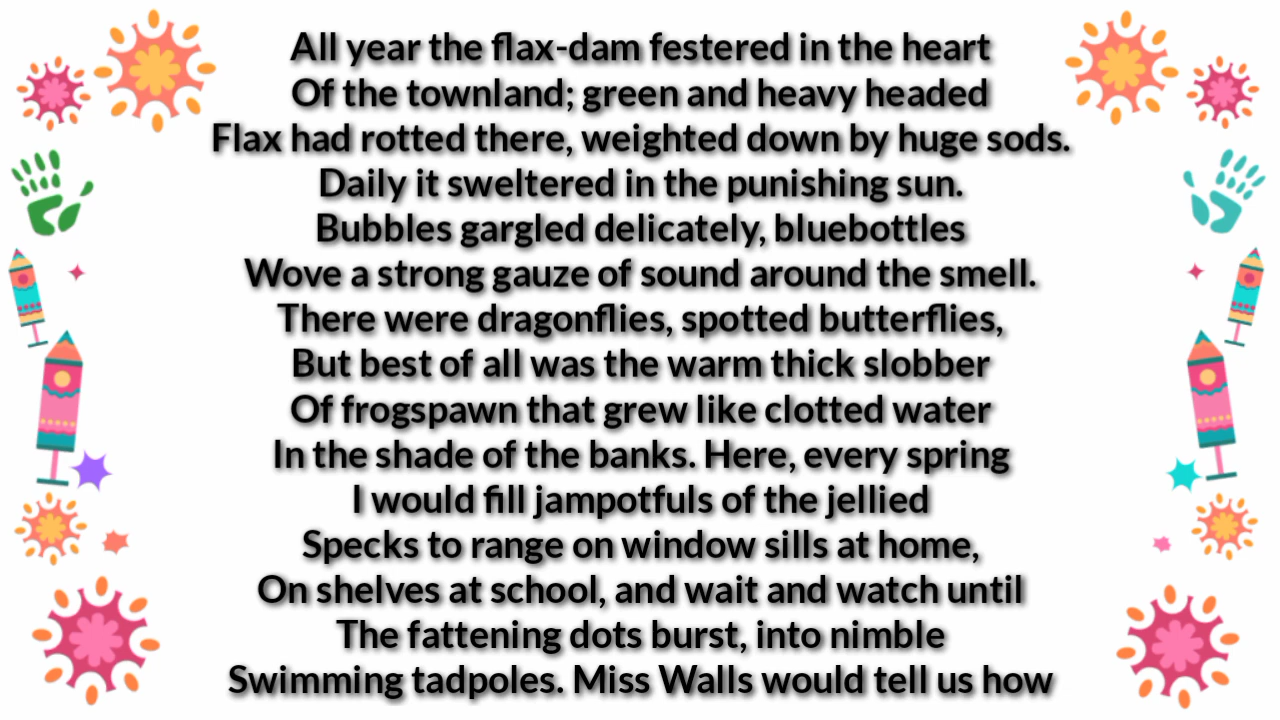 All year the flax-dam festered in the heart
Of the townland; green and heavy headed
Flax had rotted there, weighted down by huge sods.
Daily it sweltered in the punishing sun.
Bubbles gargled delicately, bluebottles
Wove a strong gauze of sound around the smell.
There were dragonflies, spotted butterflies,
But best of all was the warm thick slobber
Of frogspawn that grew like clotted water
In the shade of the banks. Here, every spring
I would fill jampotfuls of the jellied
Specks to range on window sills at home,
On shelves at school, and wait and watch until
The fattening dots burst, into nimble
Swimming tadpoles. Miss Walls would tell us how